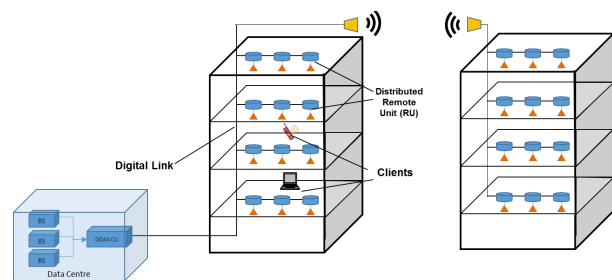 Distributed
Remote
Unit (RU)
Digital Link
Clients
BS
BS
BS
DDAS CU
Data Centre